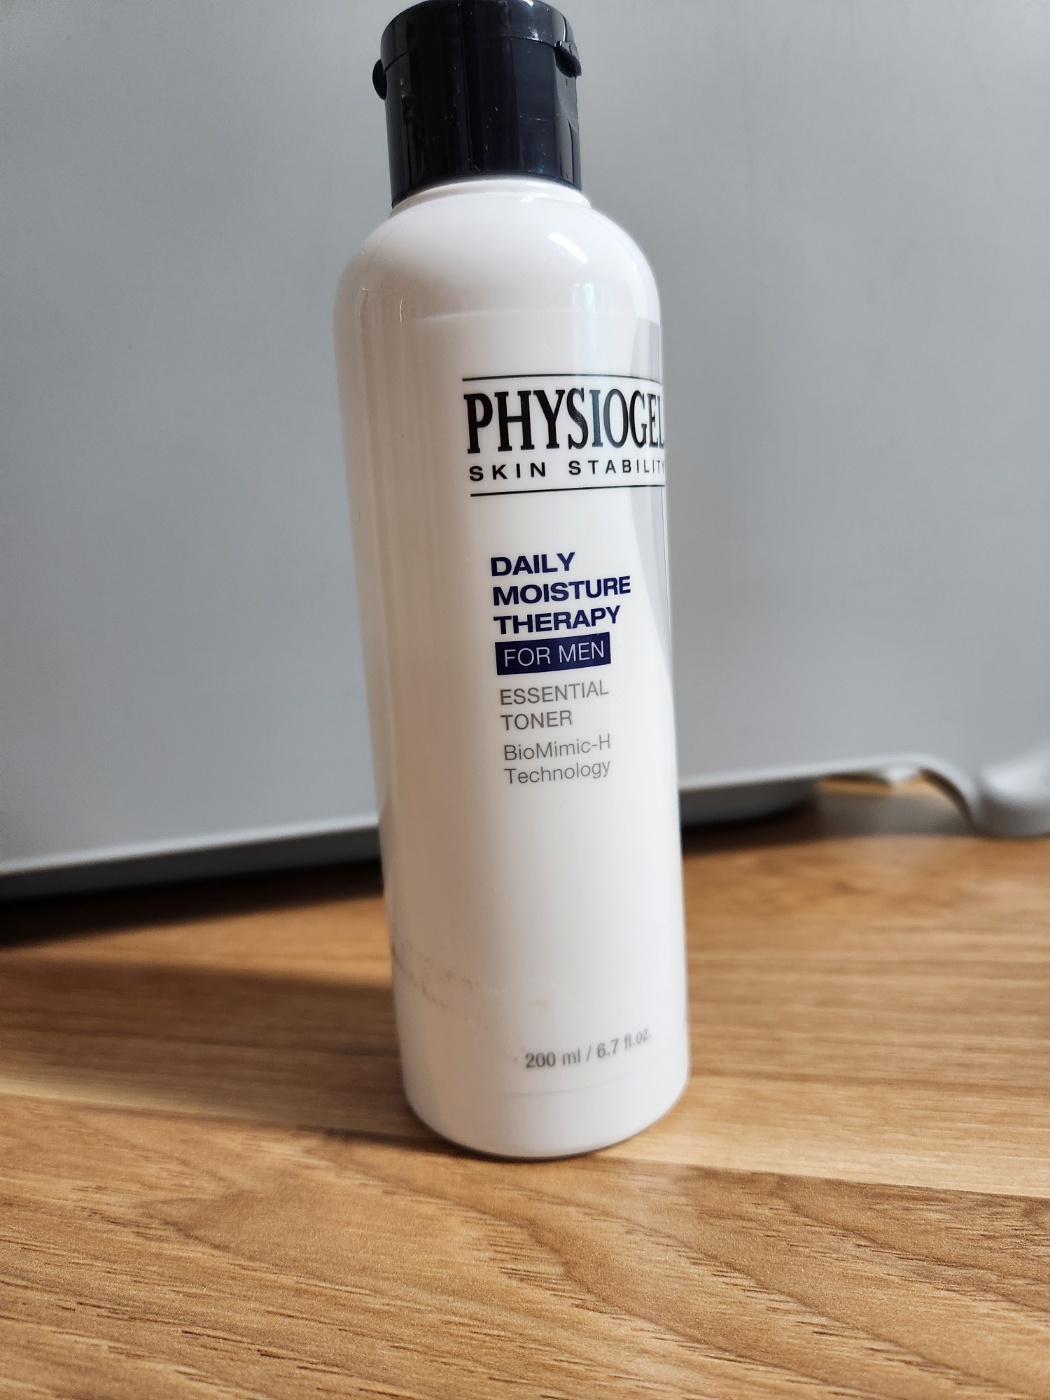 PHYSIOGEL
SKIN STABILITY
DAILY
MOISTURE
THERAPY
FOR MEN
ESSENTIAL
TONER
BioMimic-H
Technology
200 ml / 6.7 fl.oz.